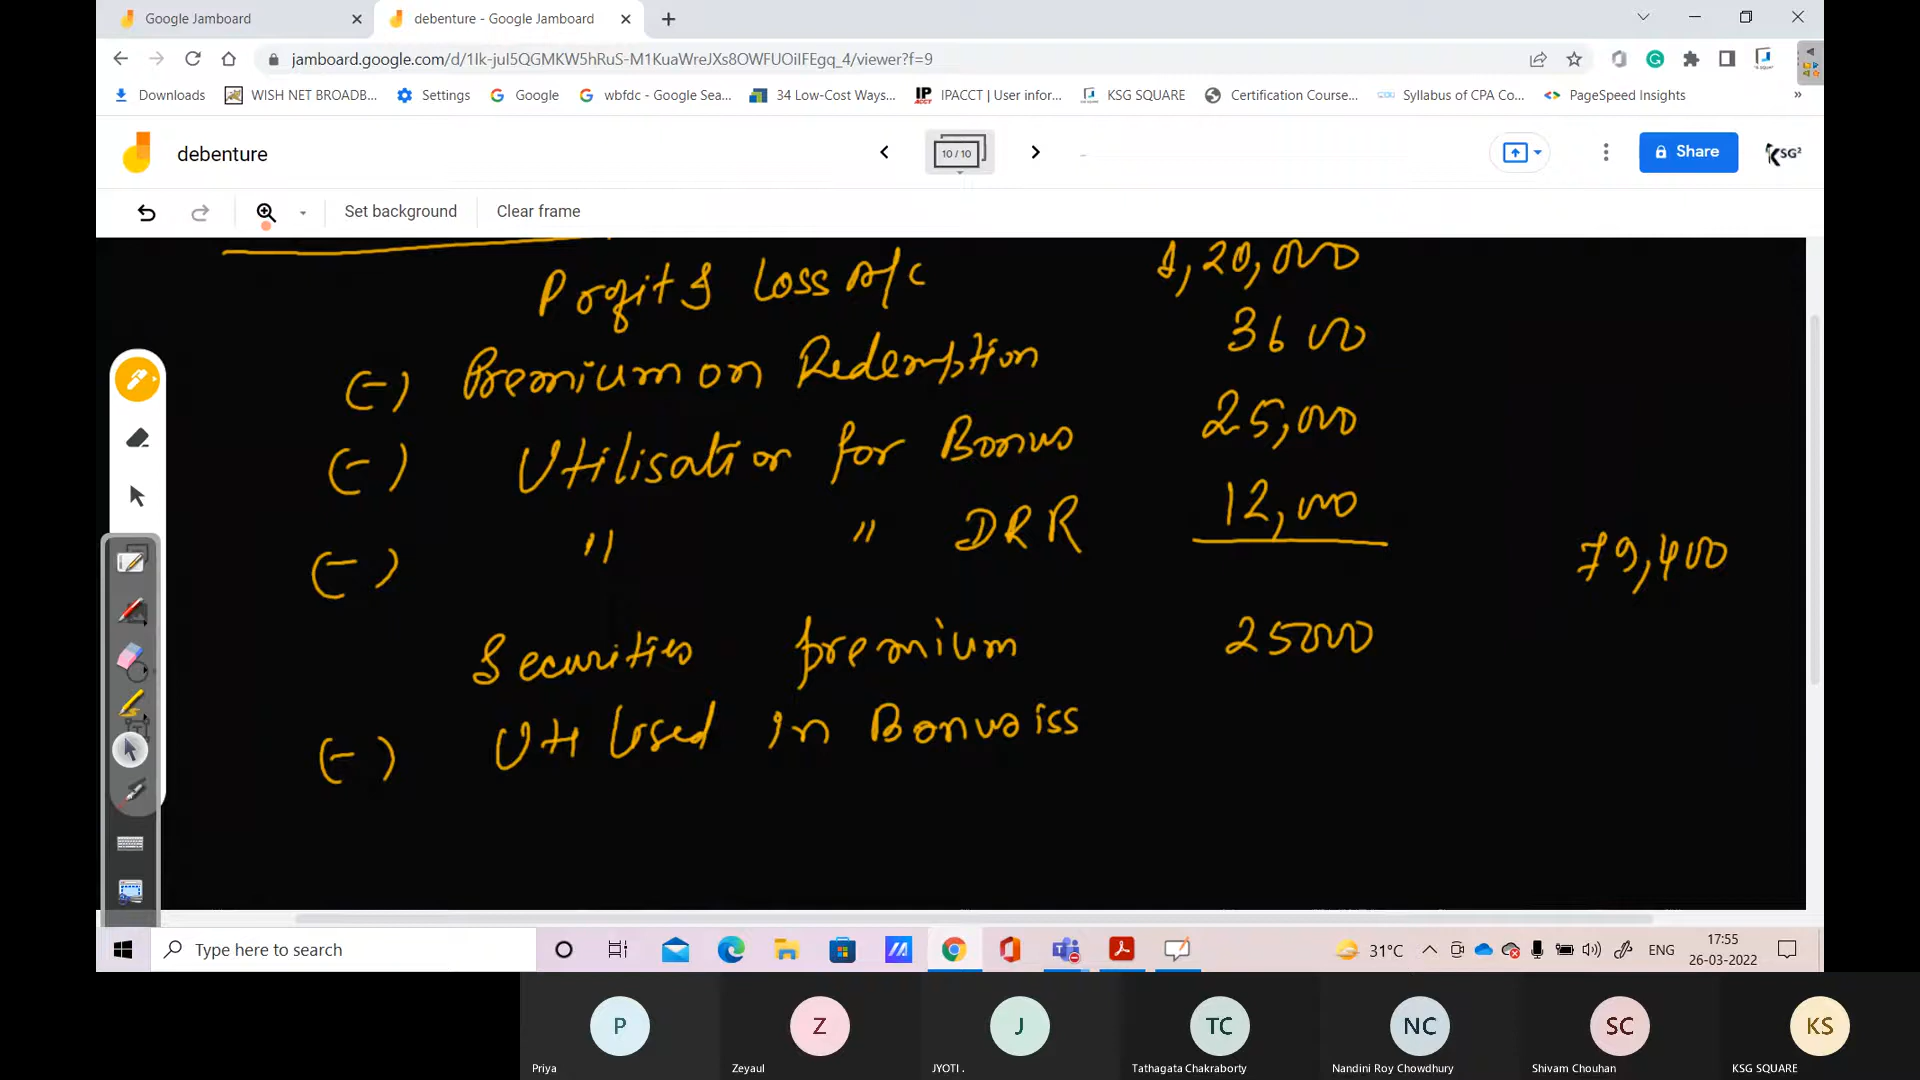 Google Jamboard
debenture - Google Jamboard
jamboard.google.com/d/1Ik-juI5QGMKW5hRuS-M1KuaWreJXs8OWFUOiIFEgq_4/viewer?f=9
Downloads WISH NET BROADB... Settings Google wbfdc - Google Sea... 34 Low-Cost Ways... IPACCT | User infor... KSG SQUARE Certification Course... Syllabus of CPA Co... PageSpeed Insights »
debenture
10 / 10
Share
KSG²
Set background Clear frame
Profit & Loss A/c 1,20,000
(-) Premium on Redemption 3600
(-) Utilisation for Bonus 25,000
(-) " " DRR 12,000
79,400
Securities premium 25000
(-) Utilised in Bonus iss
Type here to search
31°C ENG 17:55
26-03-2022
P Z J TC NC SC KS
Priya Zeyaul JYOTI . Tathagata Chakraborty Nandini Roy Chowdhury Shivam Chouhan KSG SQUARE